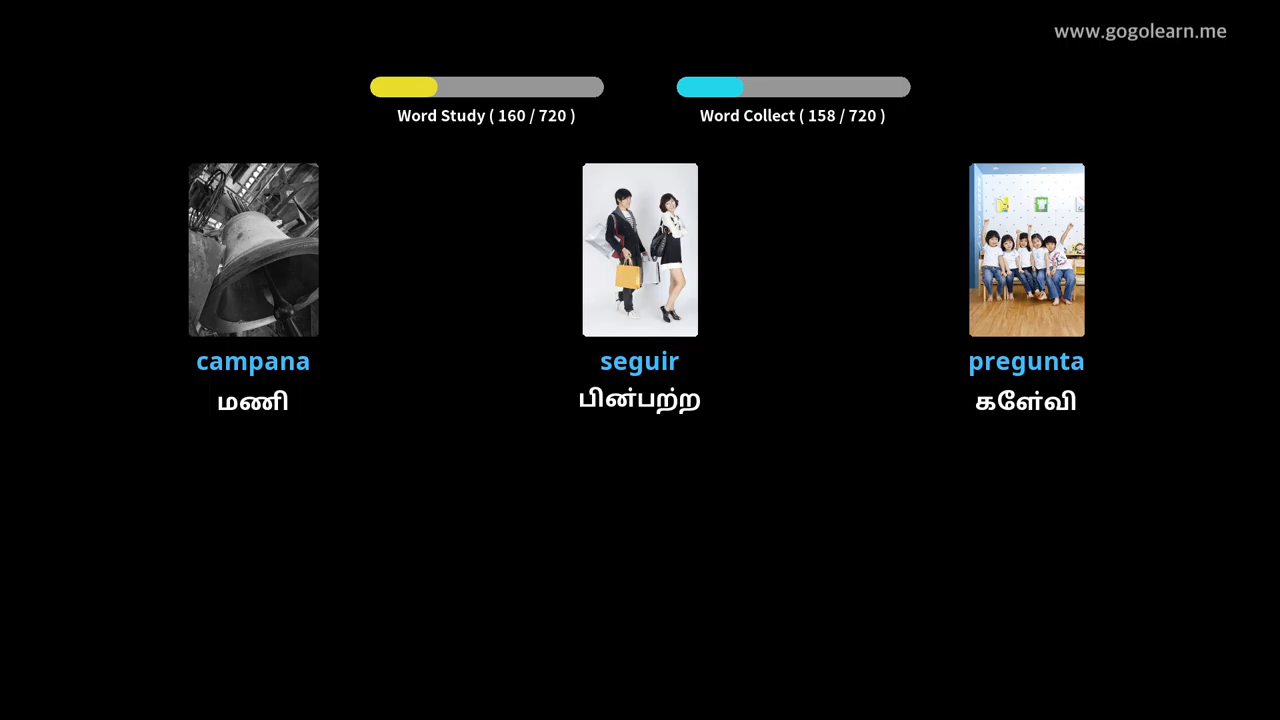 www.gogolearn.me
Word Study ( 160 / 720 )
Word Collect ( 158 / 720 )
campana
seguir
pregunta
மணி
பின்பற்ற
கேள்வி